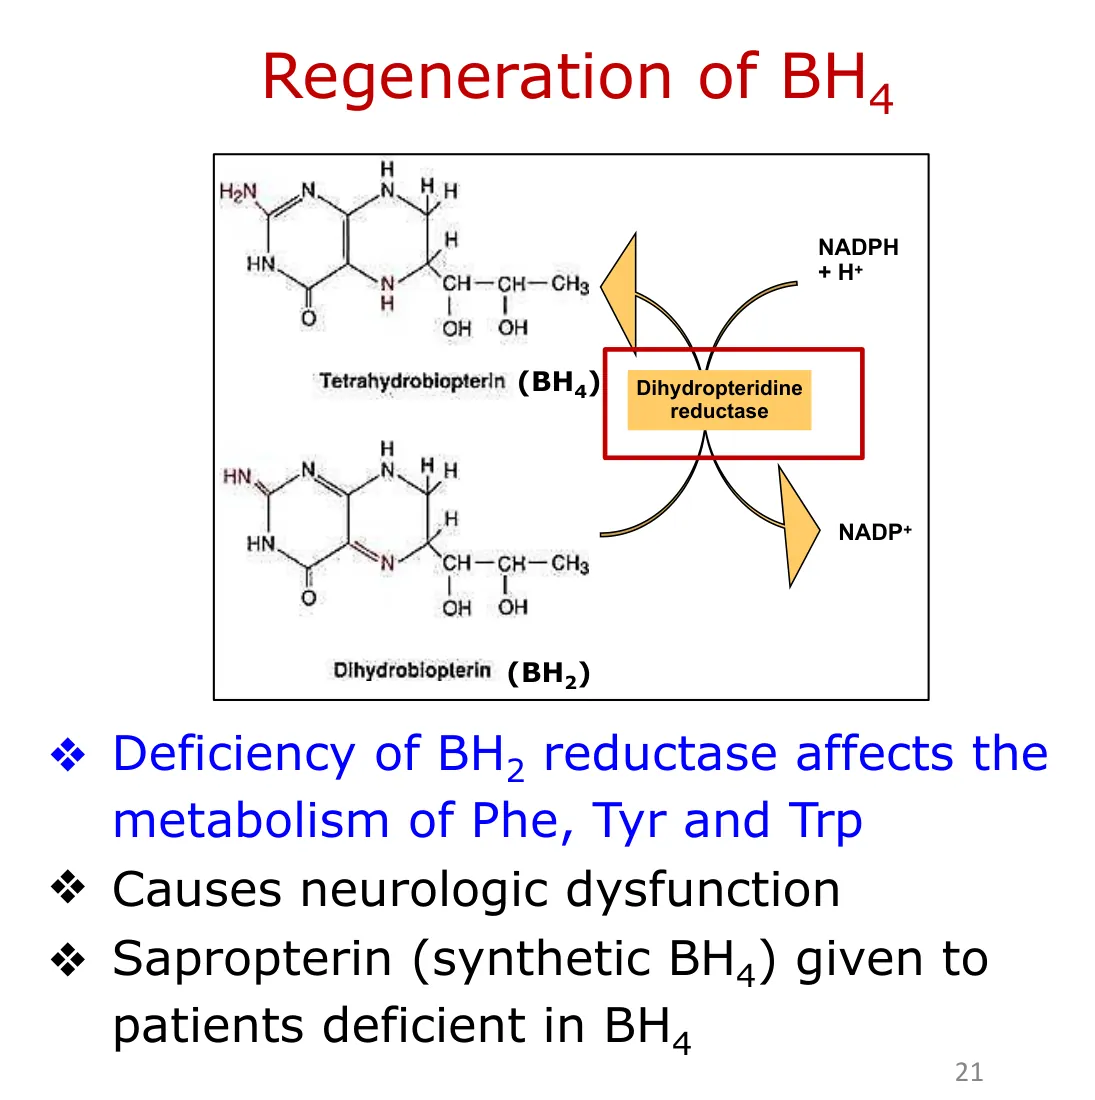 Regeneration of BH4
H
H2N N N H H
H
HN N CH—CH—CH3
H
O OH OH
NADPH
+ H+
Tetrahydrobiopterin (BH4)
Dihydropteridine
reductase
H
HN N N H H
H
HN N CH—CH—CH3
O OH OH
NADP+
Dihydrobiopterin (BH2)
❖ Deficiency of BH2 reductase affects the
metabolism of Phe, Tyr and Trp
❖ Causes neurologic dysfunction
❖ Sapropterin (synthetic BH4) given to
patients deficient in BH4
21